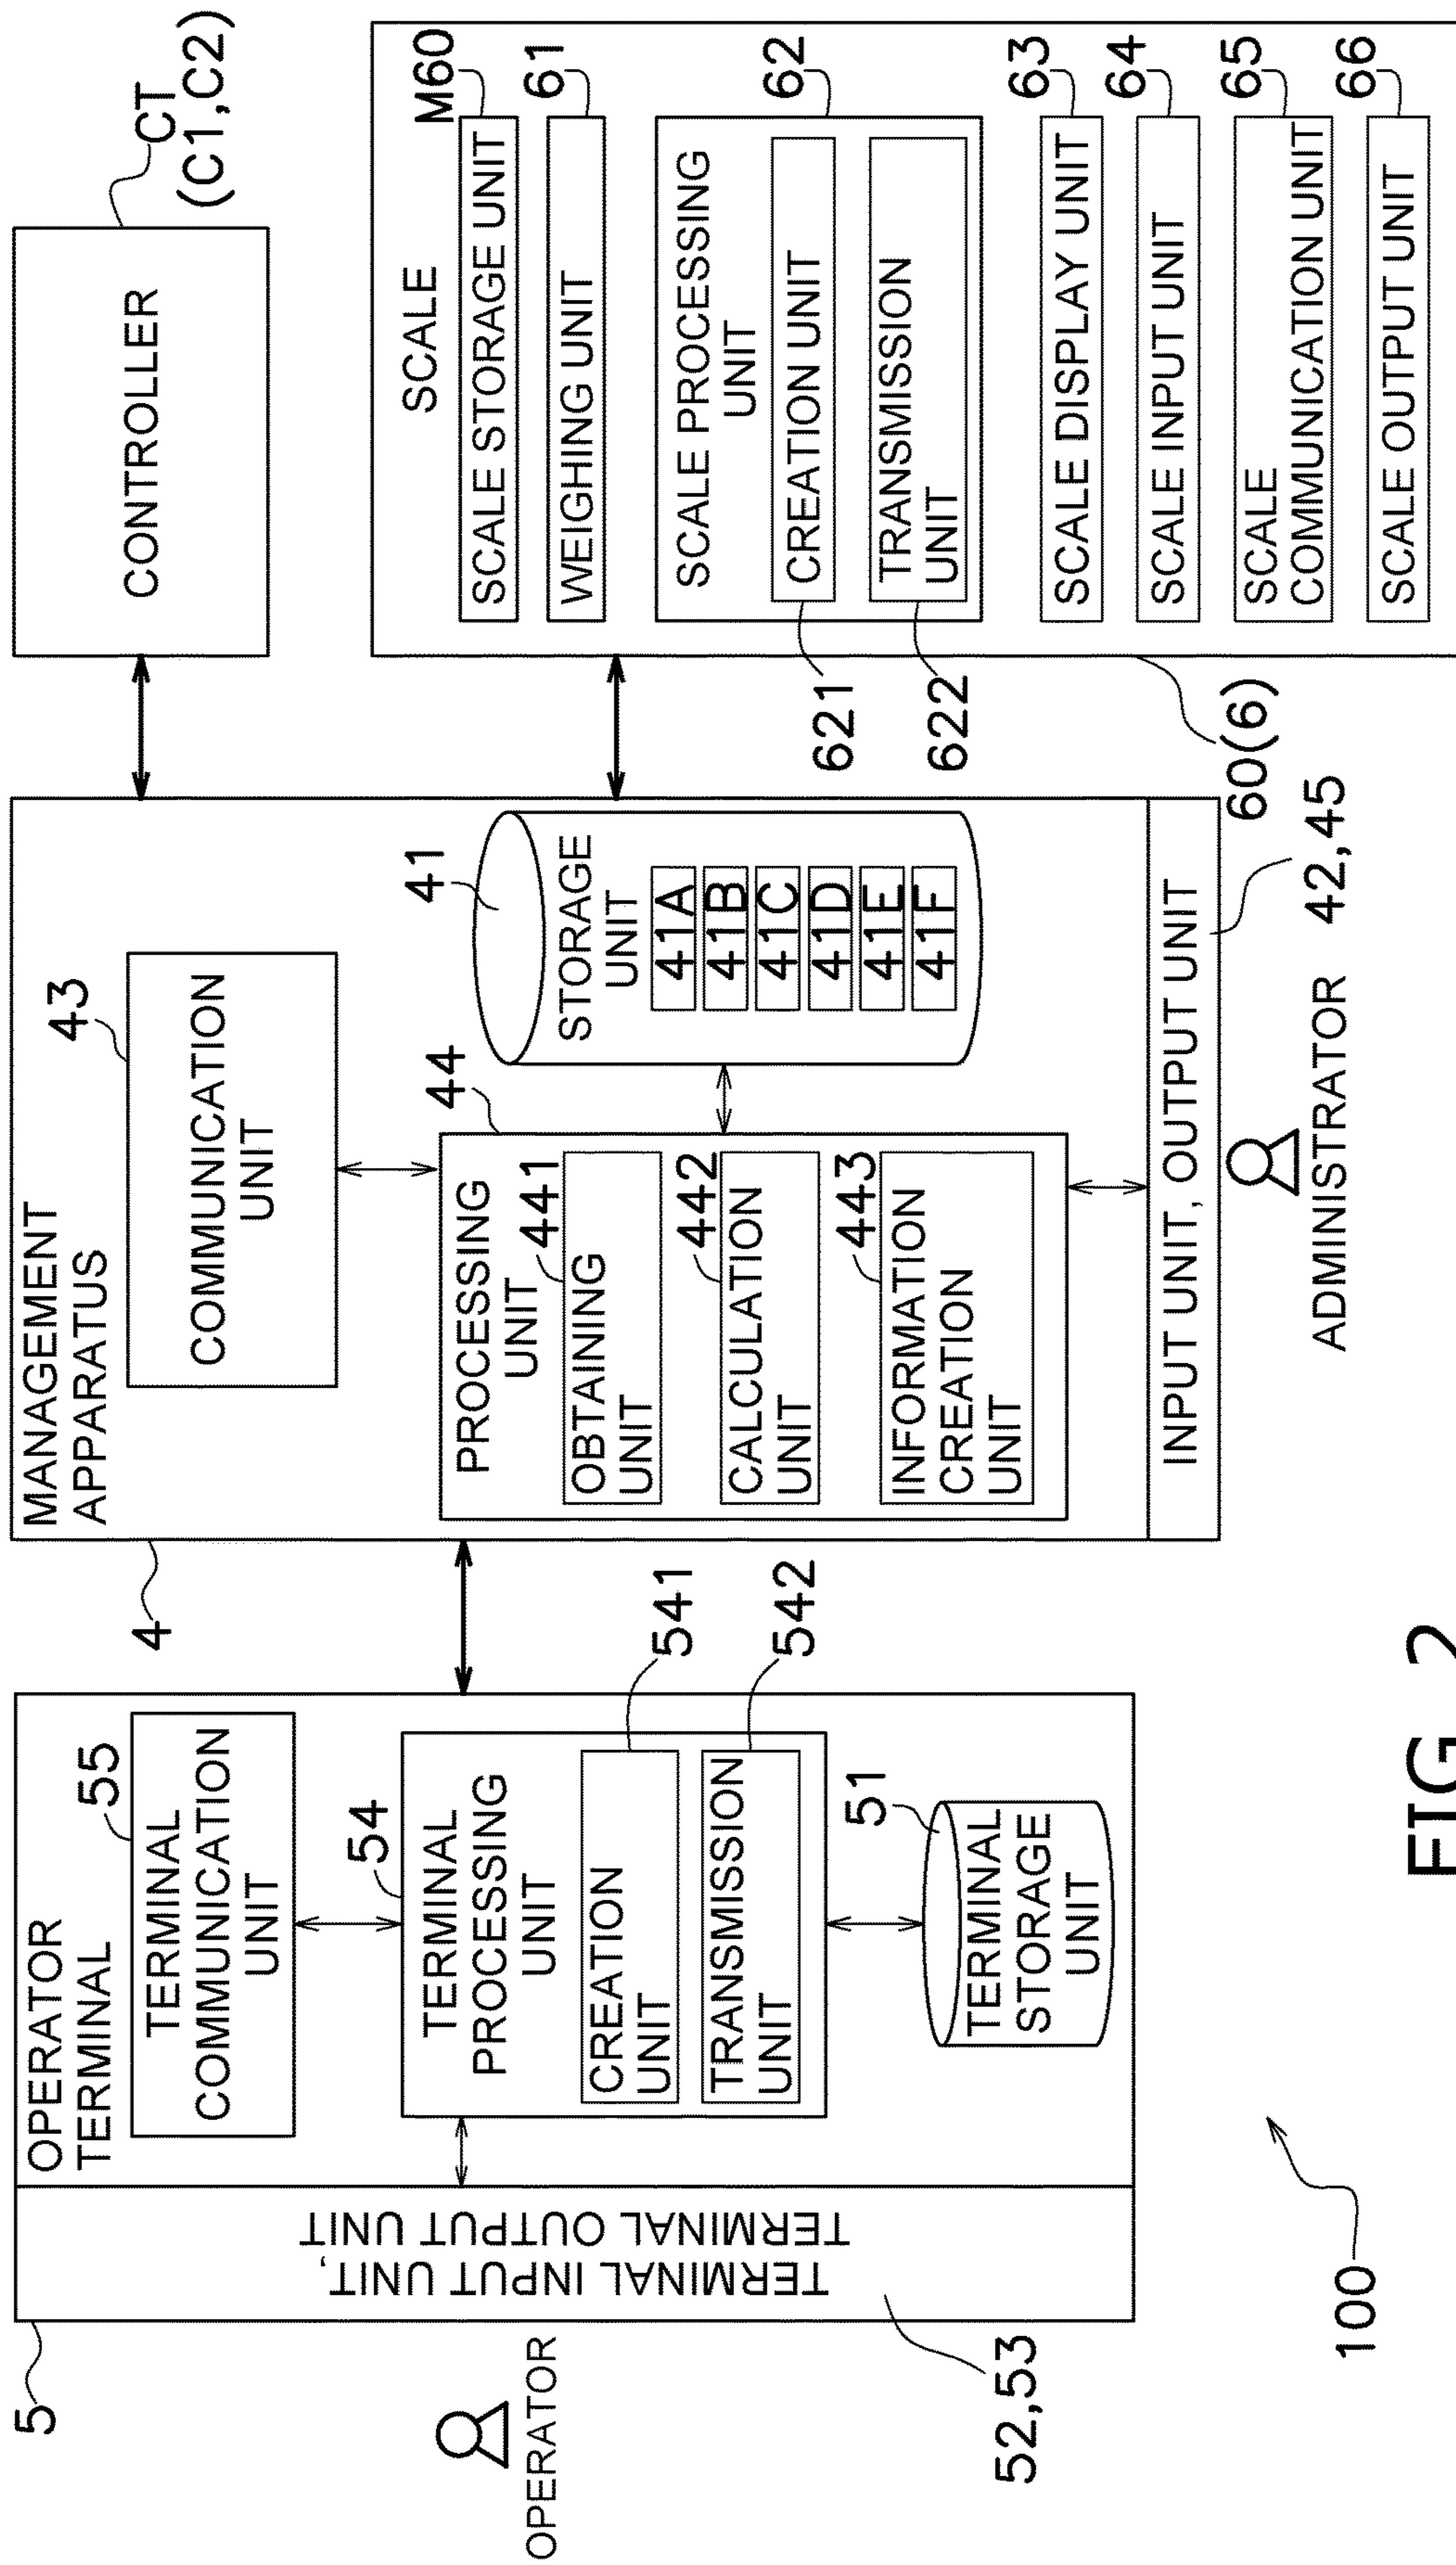 5
OPERATOR
TERMINAL
55
TERMINAL
COMMUNICATION
UNIT
54
TERMINAL
PROCESSING
UNIT
541
CREATION
UNIT
542
TRANSMISSION
UNIT
51
TERMINAL
STORAGE
UNIT
TERMINAL INPUT UNIT,
TERMINAL OUTPUT UNIT
52,53
OPERATOR
4
MANAGEMENT
APPARATUS
43
COMMUNICATION
UNIT
44
PROCESSING
UNIT
441
OBTAINING
UNIT
442
CALCULATION
UNIT
443
INFORMATION
CREATION
UNIT
41
STORAGE
UNIT
41A
41B
41C
41D
41E
41F
INPUT UNIT, OUTPUT UNIT
42,45
ADMINISTRATOR
CONTROLLER
CT
(C1,C2)
SCALE
M60
SCALE STORAGE UNIT
61
WEIGHING UNIT
62
SCALE PROCESSING
UNIT
621
CREATION UNIT
622
TRANSMISSION
UNIT
63
SCALE DISPLAY UNIT
64
SCALE INPUT UNIT
65
SCALE
COMMUNICATION UNIT
66
SCALE OUTPUT UNIT
60(6)
100
FIG. 2